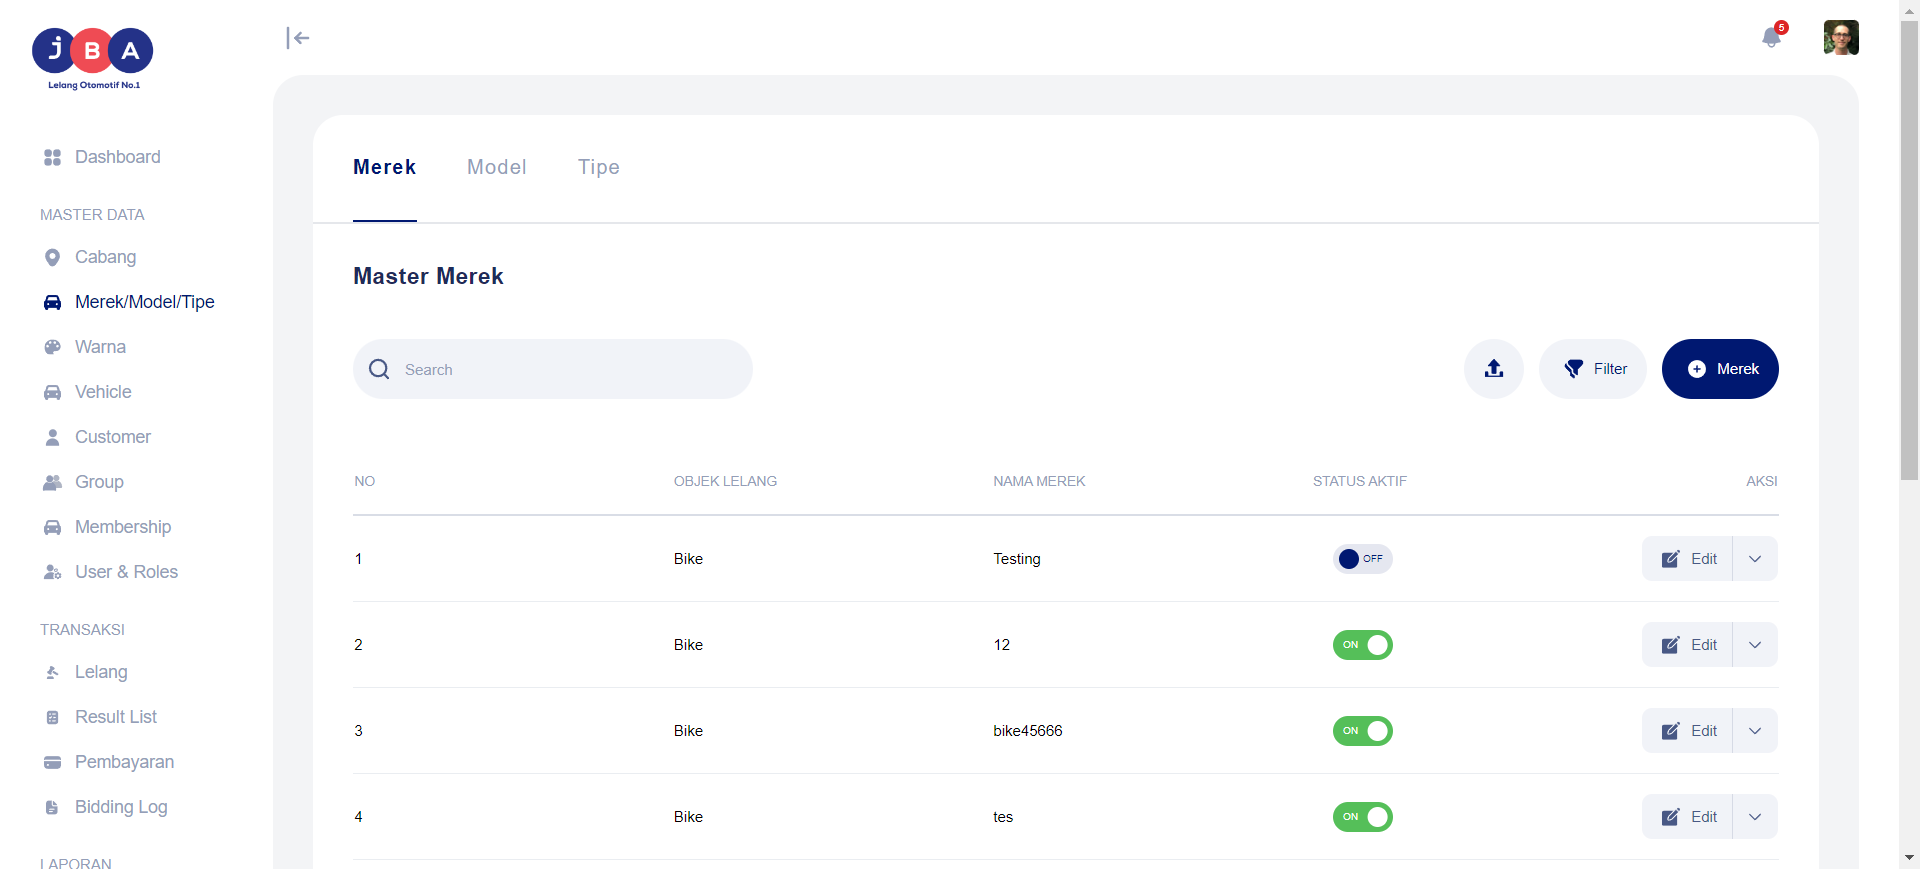 JBA
Lelang Otomotif No.1
5
Dashboard
MASTER DATA
Cabang
Merek/Model/Tipe
Warna
Vehicle
Customer
Group
Membership
User & Roles
TRANSAKSI
Lelang
Result List
Pembayaran
Bidding Log
LAPORAN
Merek Model Tipe
Master Merek
Search Filter Merek
NO OBJEK LELANG NAMA MEREK STATUS AKTIF AKSI
1 Bike Testing OFF Edit
2 Bike 12 ON Edit
3 Bike bike45666 ON Edit
4 Bike tes ON Edit